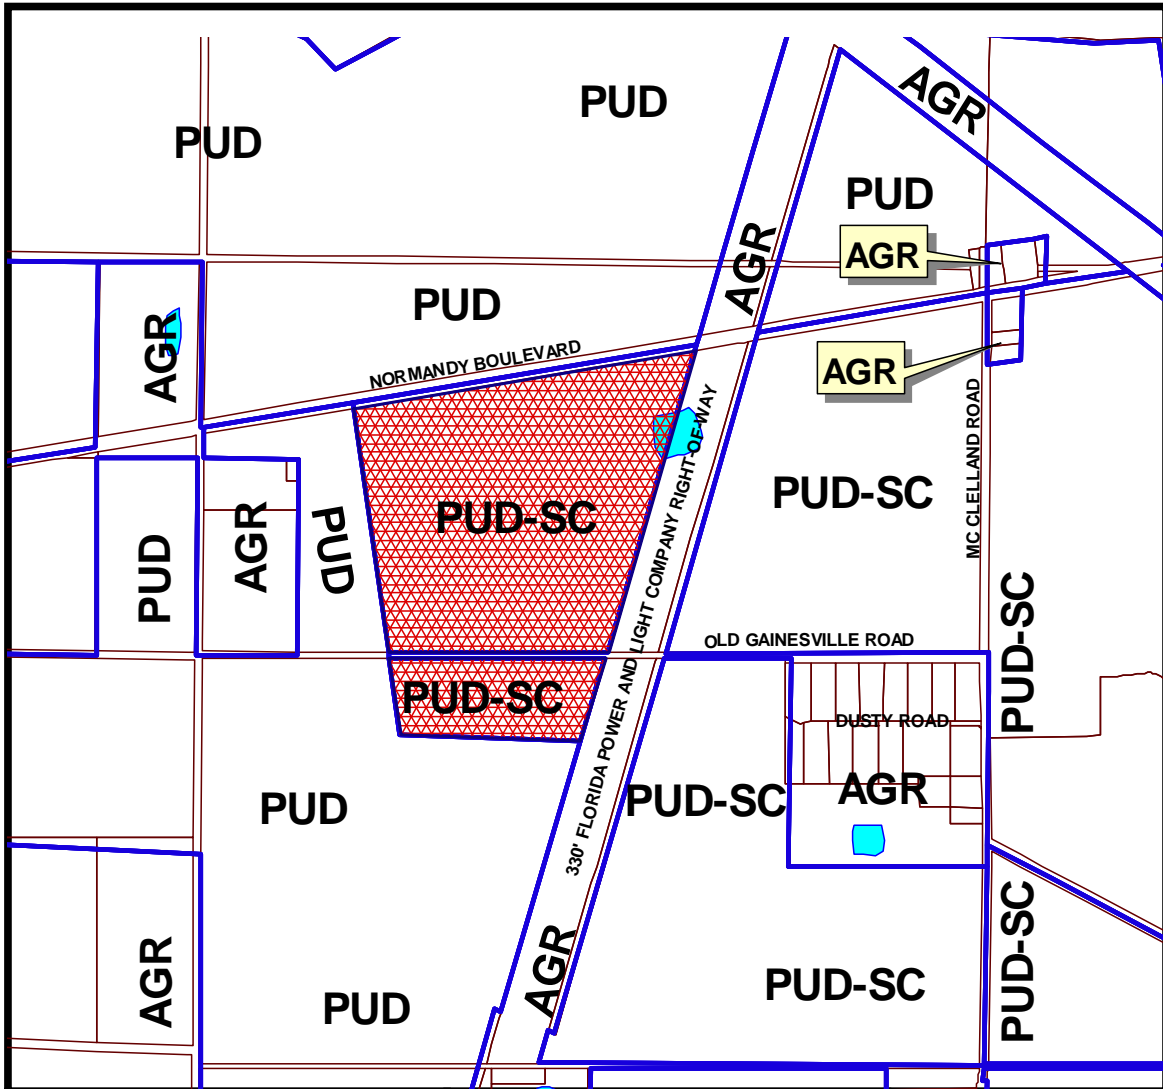 PUD
PUD
AGR
PUD
AGR
AGR
PUD
AGR
AGR
NORMANDY BOULEVARD
AGR
330' FLORIDA POWER AND LIGHT COMPANY RIGHT-OF-WAY
MC CLELLAND ROAD
PUD-SC
PUD-SC
AGR
PUD
PUD
OLD GAINESVILLE ROAD
PUD-SC
PUD-SC
DUSTY ROAD
AGR
PUD-SC
PUD
AGR
AGR
PUD-SC
PUD-SC
PUD